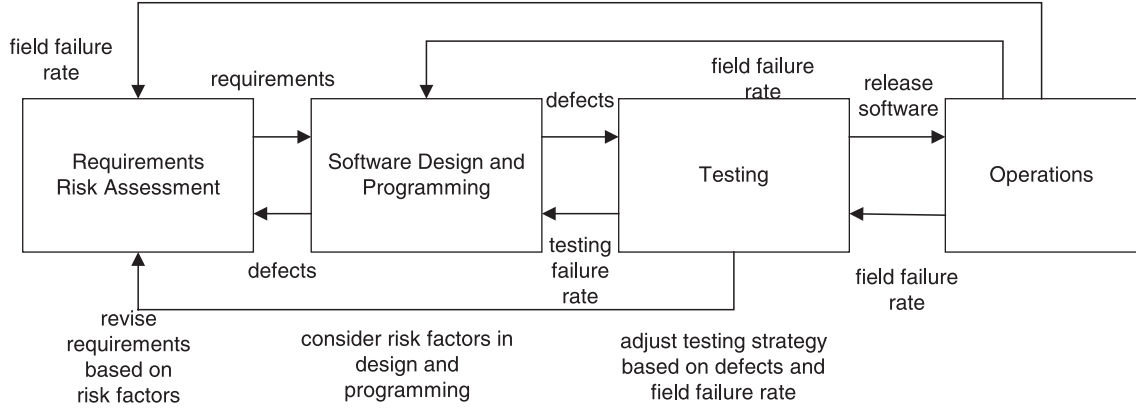 field failure
rate
requirements
defects
field failure
rate
release
software
Requirements
Risk Assessment
Software Design and
Programming
Testing
Operations
defects
testing
failure
rate
field failure
rate
revise
requirements
based on
risk factors
consider risk factors in
design and
programming
adjust testing strategy
based on defects and
field failure rate